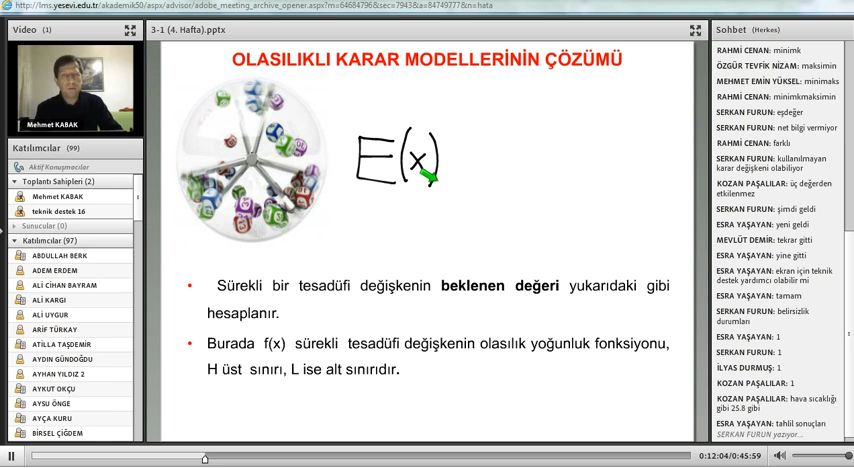 http://lms.yesevi.edu.tr/akademik50/aspx/advisor/adobe_meeting_archive_opener.aspx?m=64684796&sec=7943&a=84749777&n=hata
Video (1)
Mehmet KABAK
Katılımcılar (99)
Aktif Konuşmacılar
Toplantı Sahipleri (2)
Mehmet KABAK
teknik destek 16
Sunucular (0)
Katılımcılar (97)
ABDULLAH BERK
ADEM ERDEM
ALİ CİHAN BAYRAM
ALİ KARGI
ALİ UYGUR
ARİF TÜRKAY
ATİLLA TAŞDEMİR
AYDIN GÜNDOĞDU
AYHAN YILDIZ 2
AYKUT OKÇU
AYSU ÖNGE
AYÇA KURU
BİRSEL ÇİĞDEM
3-1 (4. Hafta).pptx
OLASILIKLI KARAR MODELLERİNİN ÇÖZÜMÜ
E(x)
• Sürekli bir tesadüfi değişkenin beklenen değeri yukarıdaki gibi
hesaplanır.
• Burada f(x) sürekli tesadüfi değişkenin olasılık yoğunluk fonksiyonu,
H üst sınırı, L ise alt sınırıdır.
Sohbet (Herkes)
RAHMİ CENAN: minimk
ÖZGÜR TEVFİK NİZAM: maksimin
MEHMET EMİN YÜKSEL: minimaks
RAHMİ CENAN: minimkmaksimin
SERKAN FURUN: eşdeğer
SERKAN FURUN: net bilgi vermiyor
RAHMİ CENAN: farklı
SERKAN FURUN: kullanılmayan
karar değişkeni olabiliyor
KOZAN PAŞALILAR: üç değerden
etkilenmez
SERKAN FURUN: şimdi geldi
ESRA YAŞAYAN: yeni geldi
MEVLÜT DEMİR: tekrar gitti
ESRA YAŞAYAN: yine gitti
ESRA YAŞAYAN: ekran için teknik
destek yardımcı olabilir mi
ESRA YAŞAYAN: tamam
SERKAN FURUN: belirsizlik
durumları
ESRA YAŞAYAN: 1
SERKAN FURUN: 1
İLYAS DURMUŞ: 1
KOZAN PAŞALILAR: 1
KOZAN PAŞALILAR: hava sıcaklığı
gibi 25.8 gibi
ESRA YAŞAYAN: tahlil sonuçları
SERKAN FURUN yazıyor...
0:12:04/0:45:59